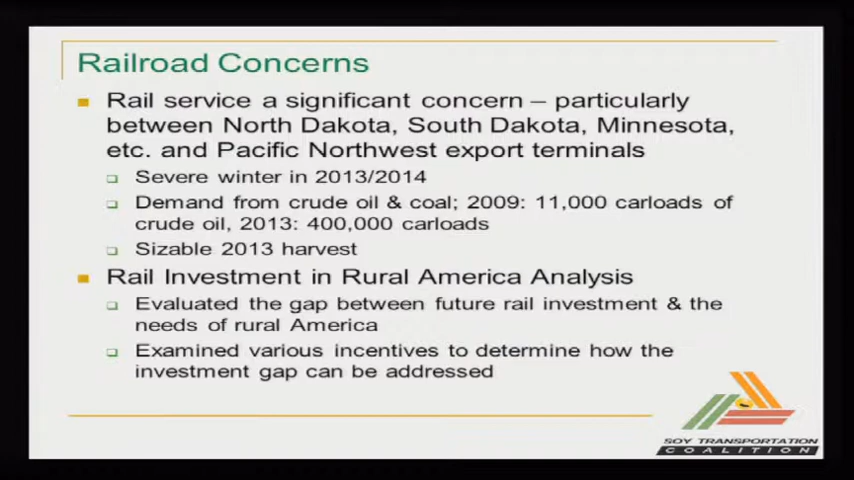 Railroad Concerns
Rail service a significant concern – particularly
between North Dakota, South Dakota, Minnesota,
etc. and Pacific Northwest export terminals
Severe winter in 2013/2014
Demand from crude oil & coal; 2009: 11,000 carloads of
crude oil, 2013: 400,000 carloads
Sizable 2013 harvest
Rail Investment in Rural America Analysis
Evaluated the gap between future rail investment & the
needs of rural America
Examined various incentives to determine how the
investment gap can be addressed
SOY TRANSPORTATION
COALITION